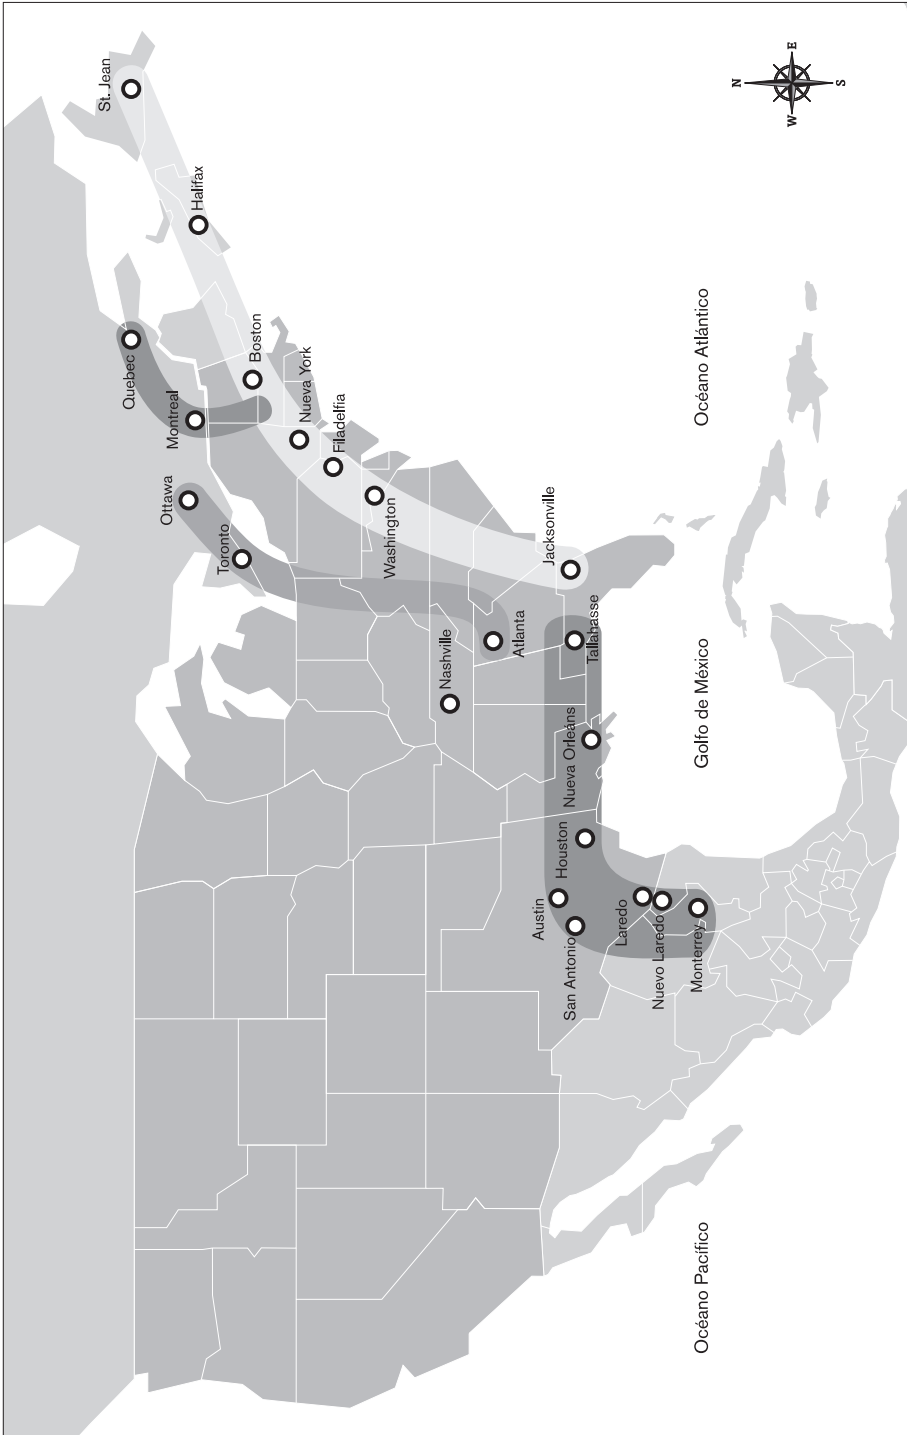 St. Jean
Halifax
Quebec
Montreal
Boston
Nueva York
Filadelfia
Ottawa
Toronto
Washington
Jacksonville
Atlanta
Tallahasse
Nashville
Nueva Orleáns
Houston
Austin
San Antonio
Laredo
Nuevo Laredo
Monterrey
Océano Atlántico
Golfo de México
Océano Pacífico
N
E
S
W